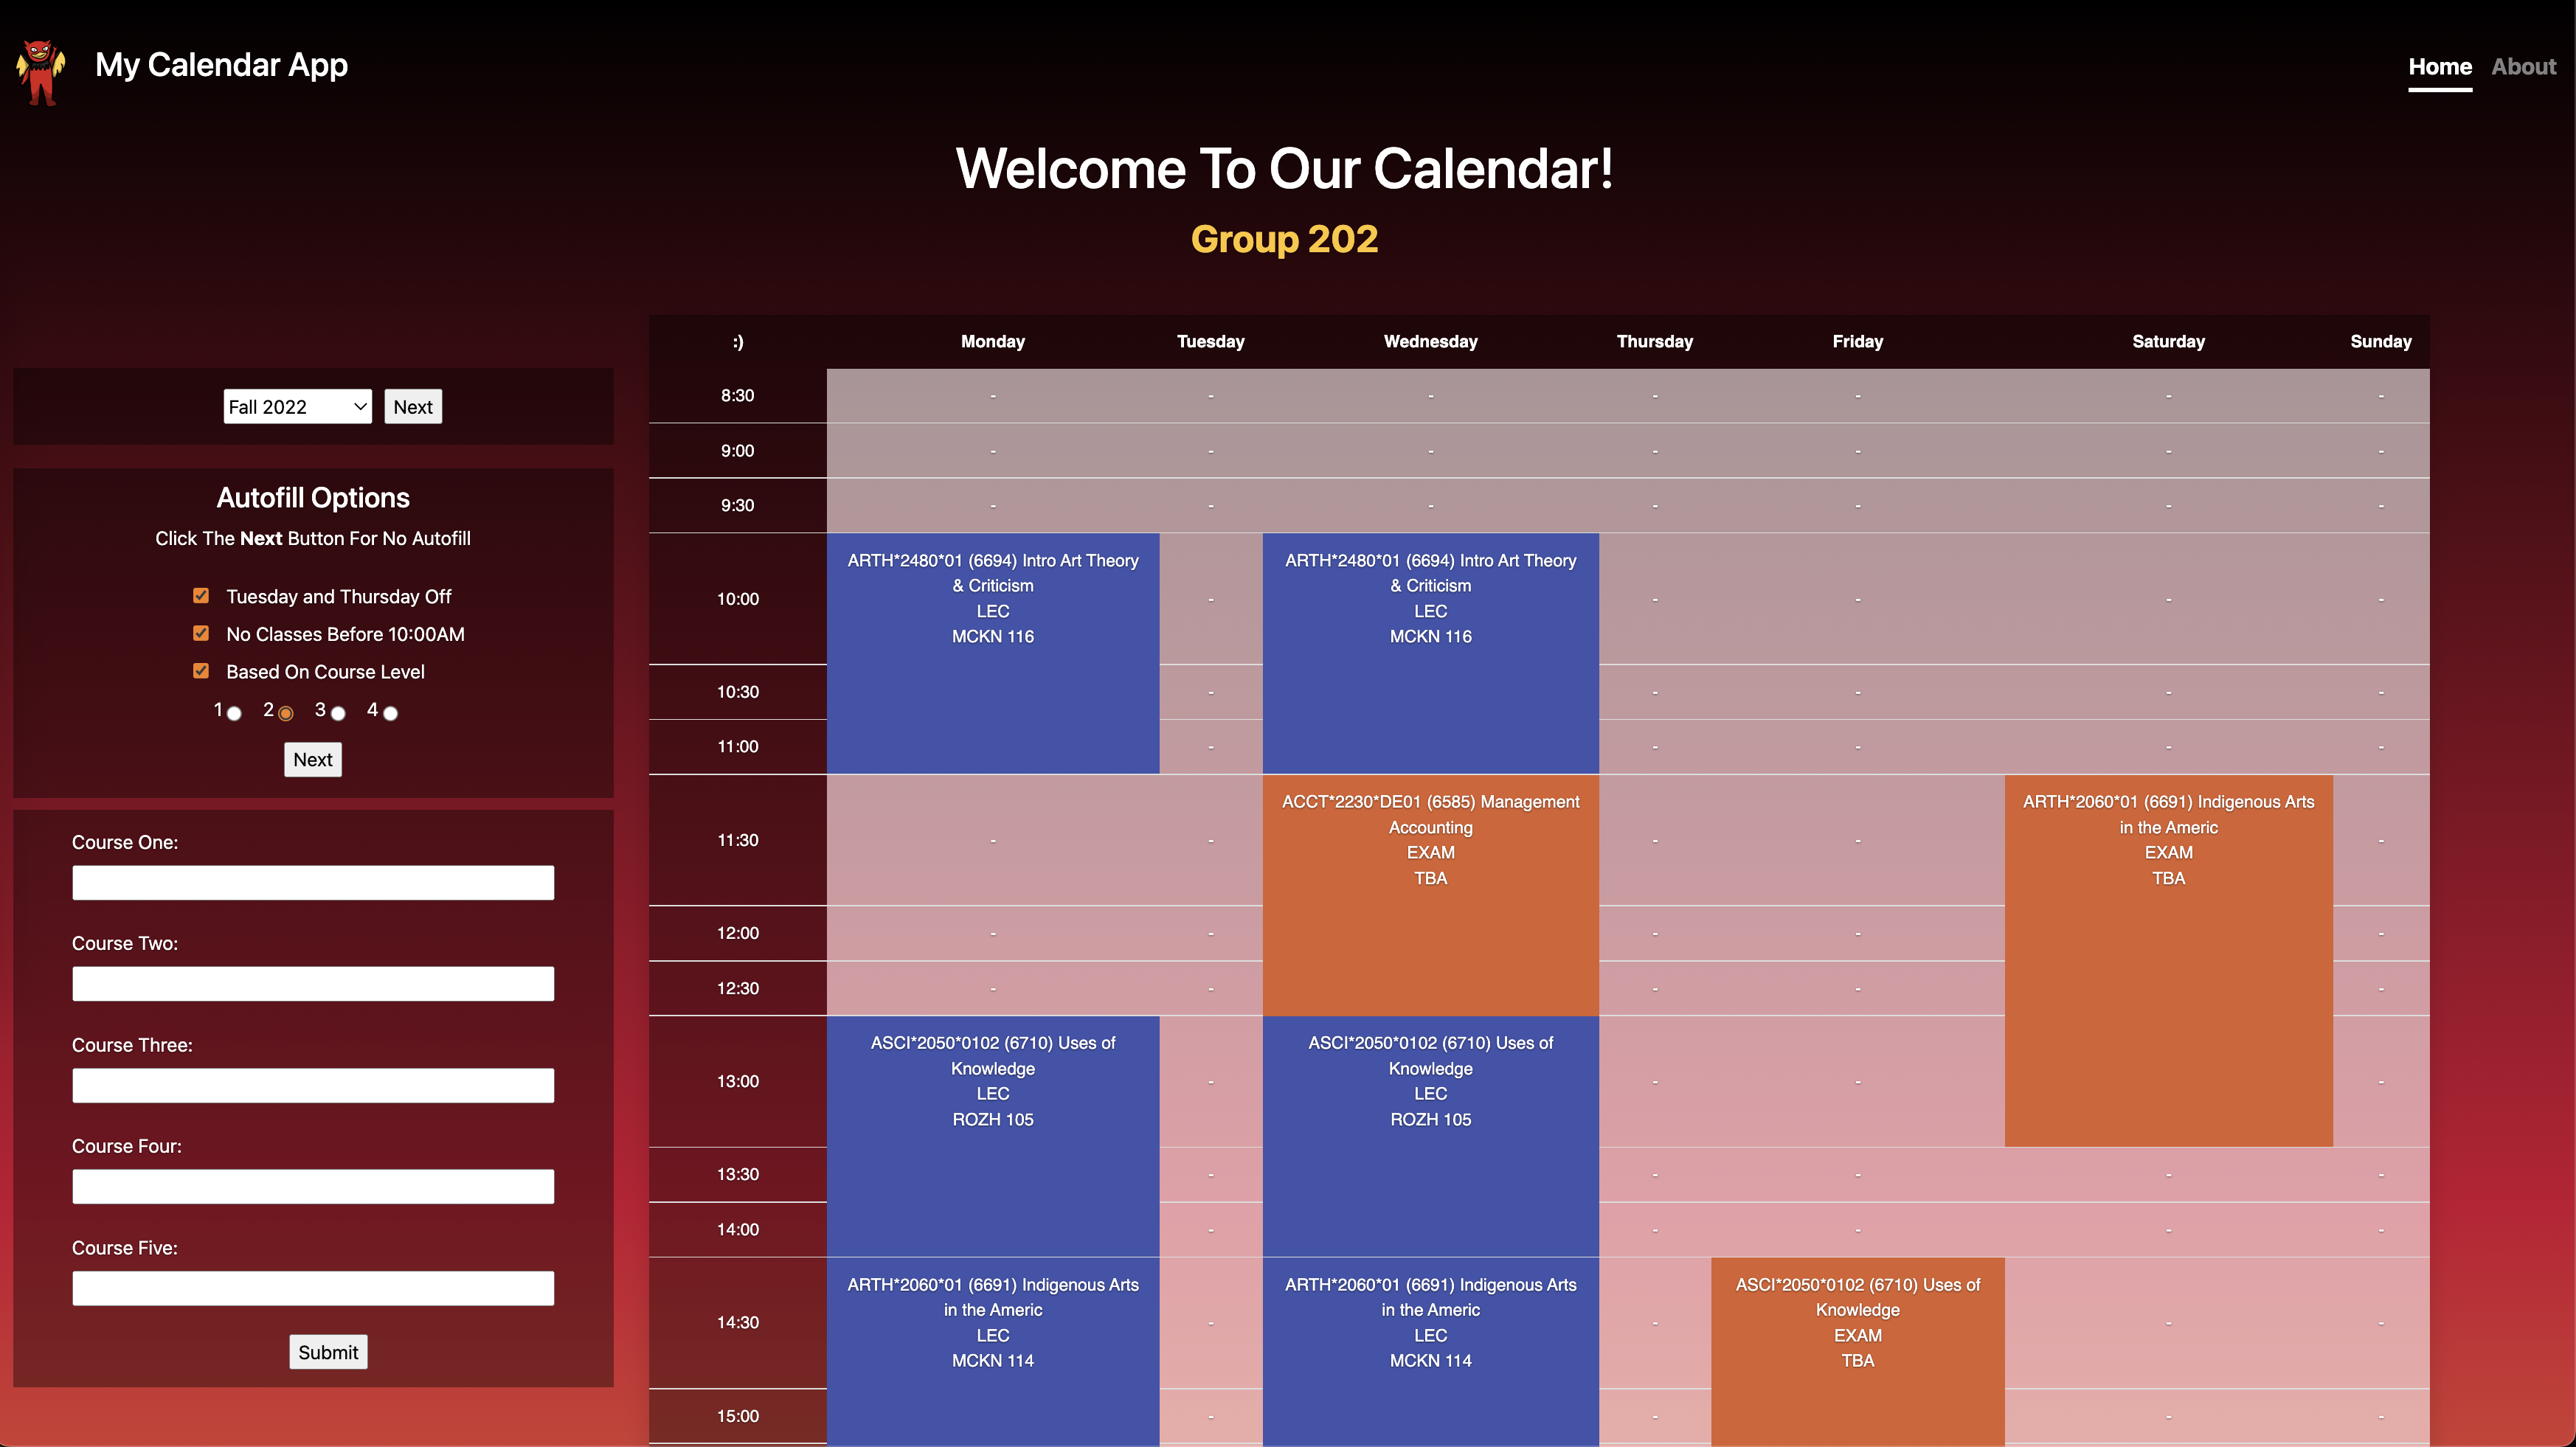 My Calendar App
Home About
Welcome To Our Calendar!
Group 202
Fall 2022 Next
Autofill Options
Click The Next Button For No Autofill
Tuesday and Thursday Off
No Classes Before 10:00AM
Based On Course Level
1 2 3 4
Next
Course One:
Course Two:
Course Three:
Course Four:
Course Five:
Submit
:) Monday Tuesday Wednesday Thursday Friday Saturday Sunday
8:30 - - - - - - -
9:00 - - - - - - -
9:30 - - - - - - -
10:00
ARTH*2480*01 (6694) Intro Art Theory
& Criticism
LEC
MCKN 116
-
ARTH*2480*01 (6694) Intro Art Theory
& Criticism
LEC
MCKN 116
- - - -
10:30 - - - - -
11:00 - - - - -
11:30 - -
ACCT*2230*DE01 (6585) Management
Accounting
EXAM
TBA
- -
ARTH*2060*01 (6691) Indigenous Arts
in the Americ
EXAM
TBA
-
12:00 - - - - -
12:30 - - - - -
13:00
ASCI*2050*0102 (6710) Uses of
Knowledge
LEC
ROZH 105
-
ASCI*2050*0102 (6710) Uses of
Knowledge
LEC
ROZH 105
- - -
13:30 - - - - -
14:00 - - - - -
14:30
ARTH*2060*01 (6691) Indigenous Arts
in the Americ
LEC
MCKN 114
-
ARTH*2060*01 (6691) Indigenous Arts
in the Americ
LEC
MCKN 114
-
ASCI*2050*0102 (6710) Uses of
Knowledge
EXAM
TBA
- -
15:00 - - - -